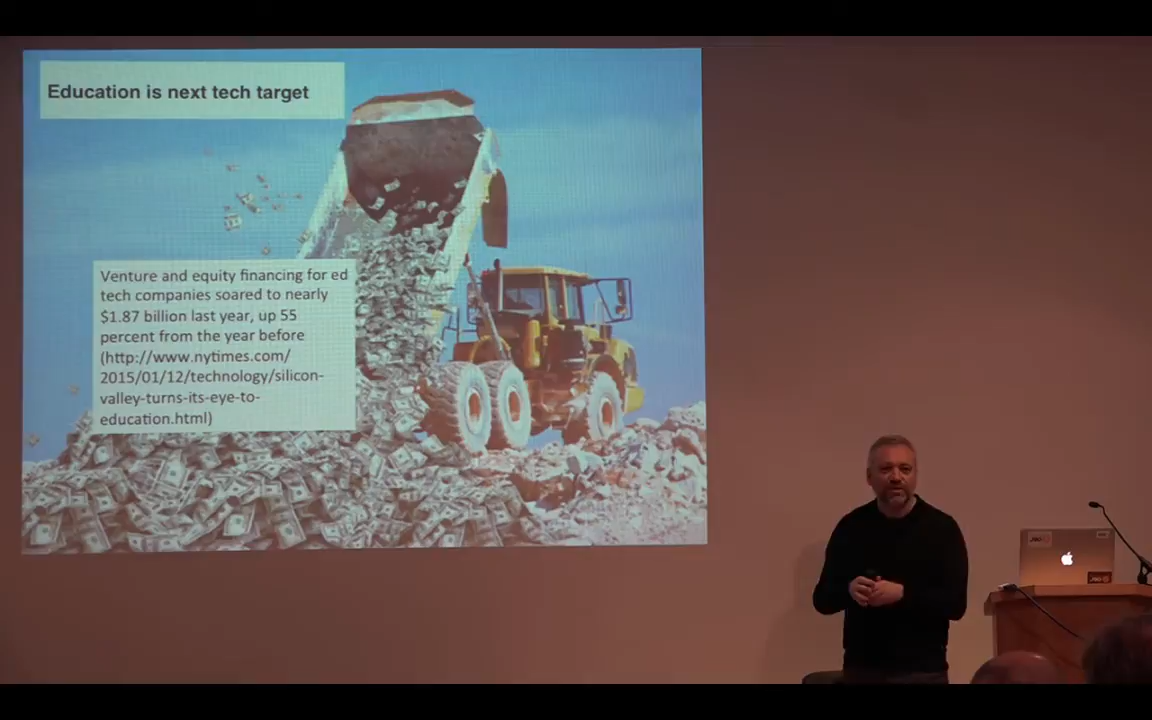 Education is next tech target
Venture and equity financing for ed
tech companies soared to nearly
$1.87 billion last year, up 55
percent from the year before
(http://www.nytimes.com/
2015/01/12/technology/silicon-
valley-turns-its-eye-to-
education.html)